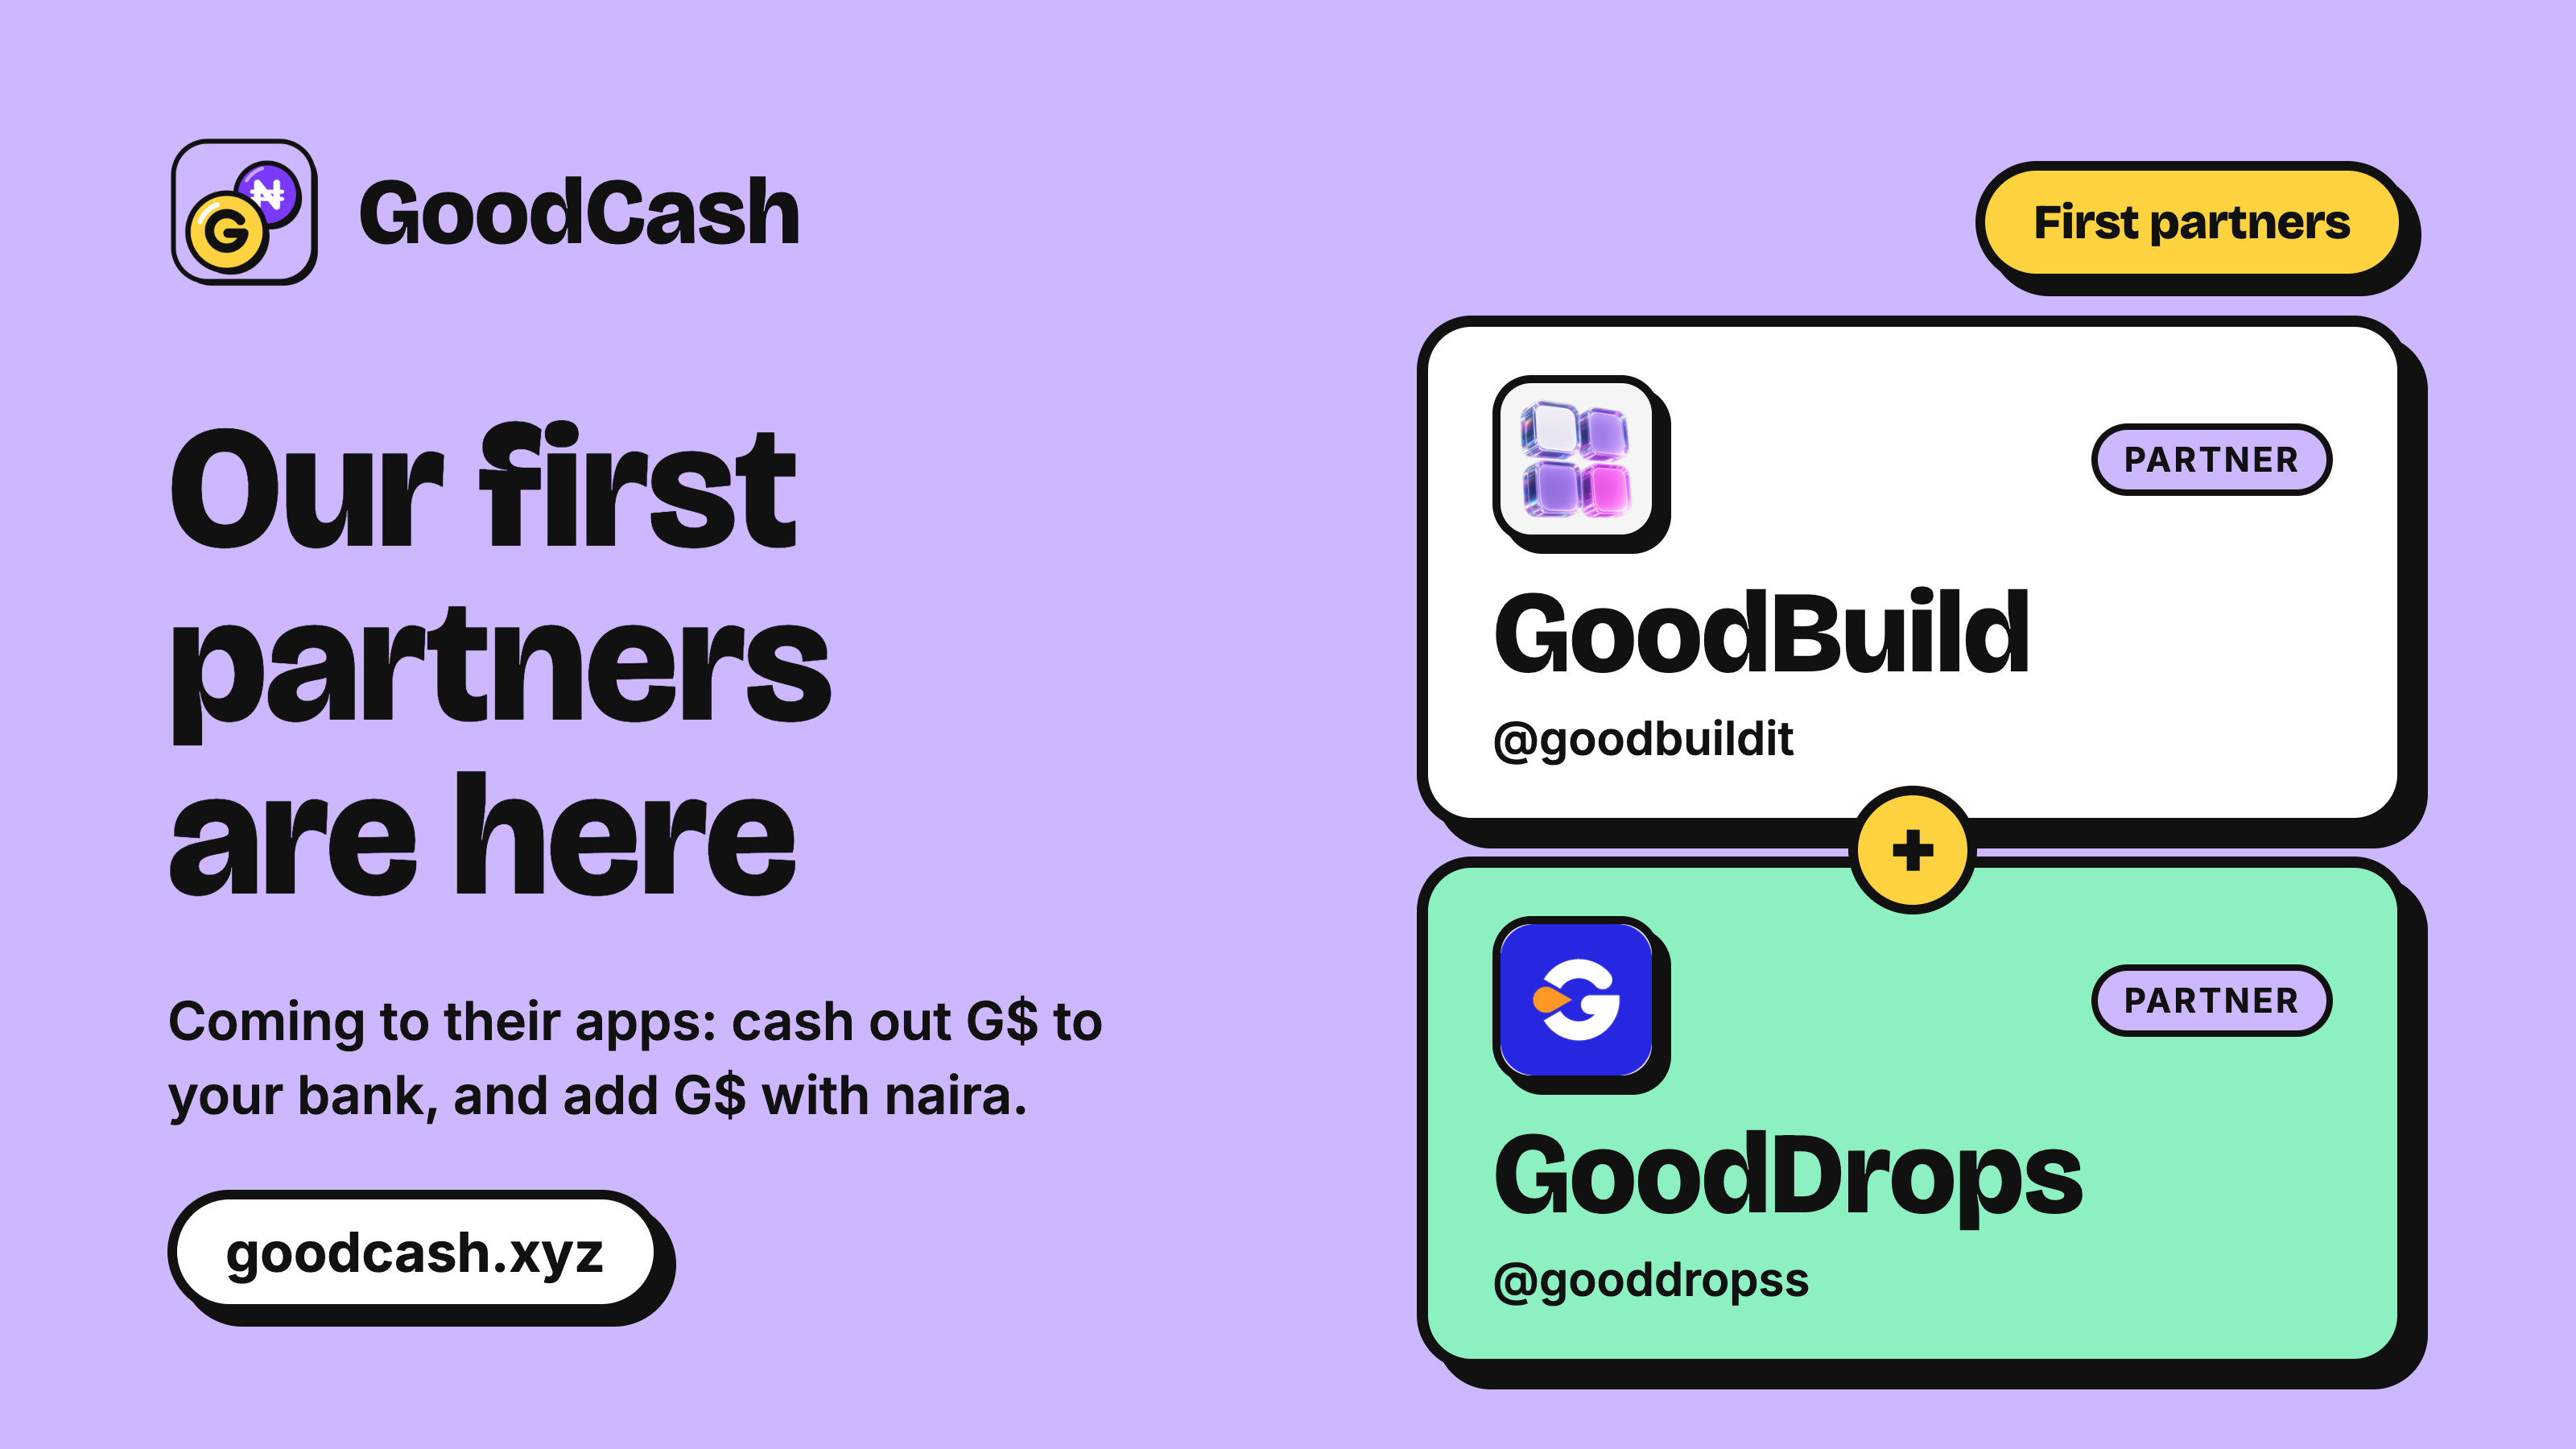 GoodCash
First partners
Our first
partners
are here
Coming to their apps: cash out G$ to
your bank, and add G$ with naira.
goodcash.xyz
PARTNER
GoodBuild
@goodbuildit
+
PARTNER
GoodDrops
@gooddropss